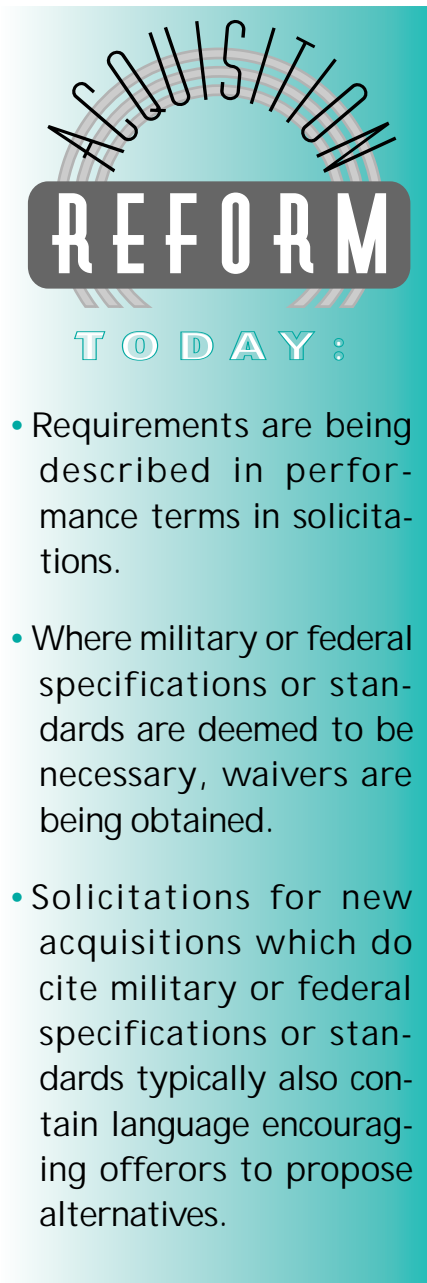 ACQUISITION
REFORM
TODAY:
• Requirements are being
described in perfor-
mance terms in solicita-
tions.
• Where military or federal
specifications or stan-
dards are deemed to be
necessary, waivers are
being obtained.
• Solicitations for new
acquisitions which do
cite military or federal
specifications or stan-
dards typically also con-
tain language encourag-
ing offerors to propose
alternatives.